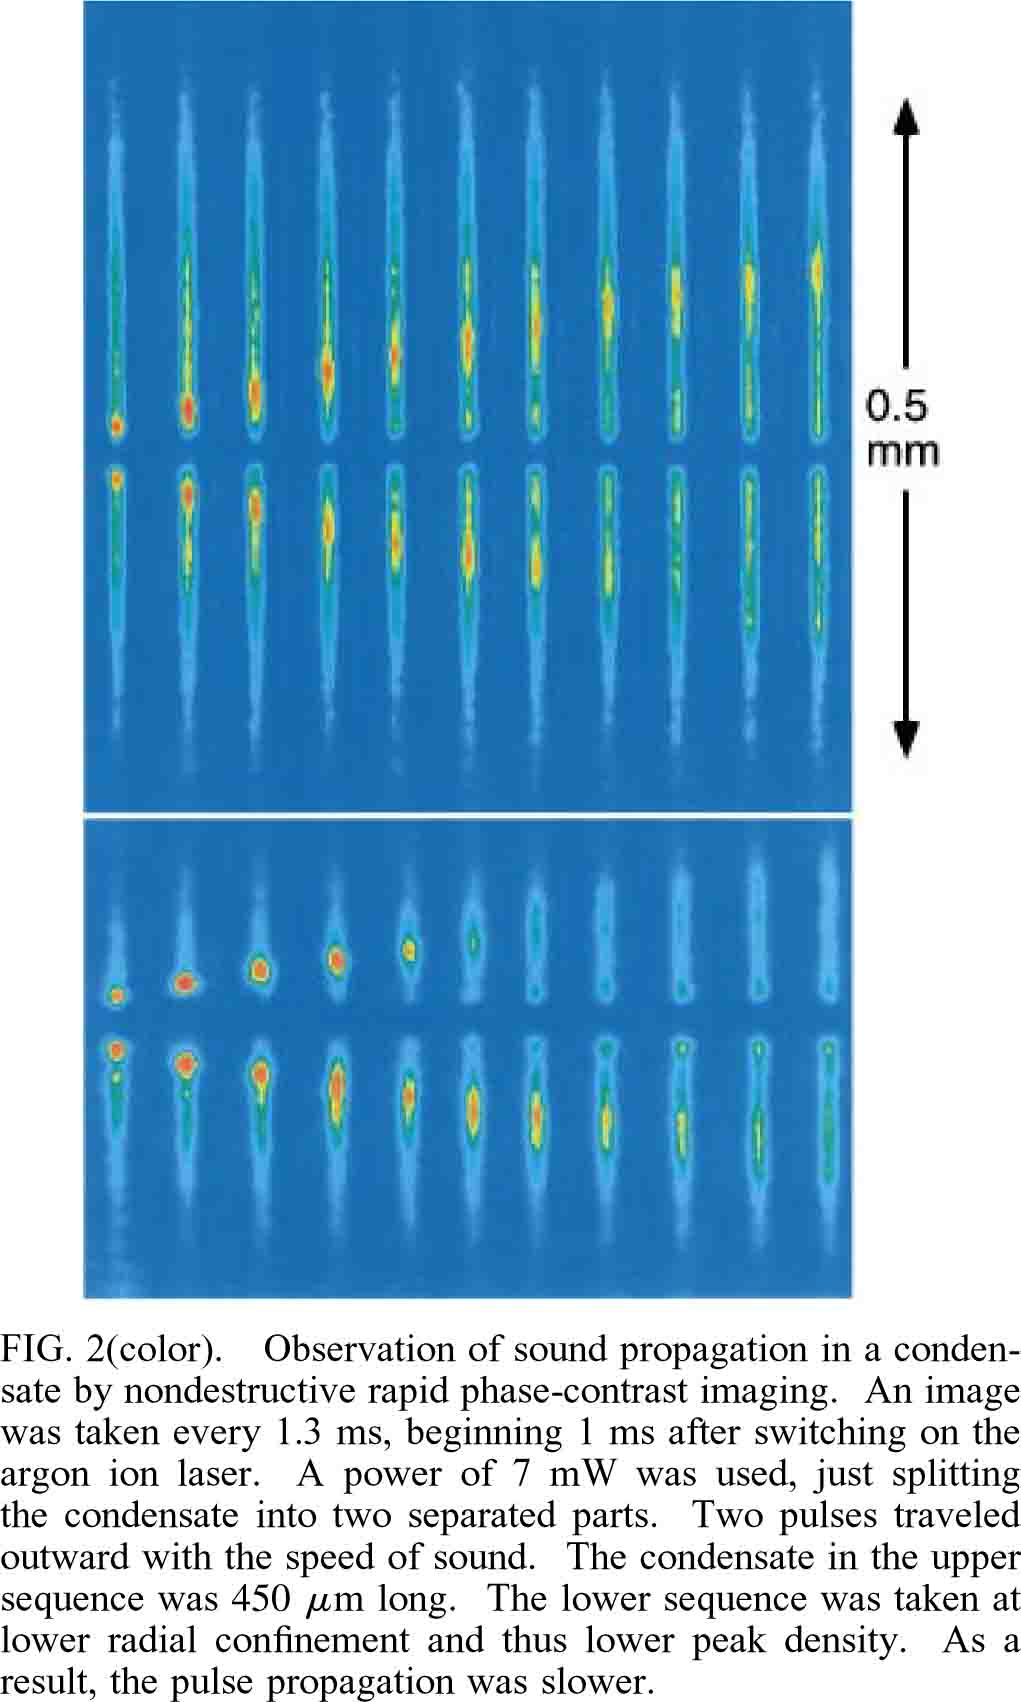 0.5
mm
FIG. 2(color). Observation of sound propagation in a conden-
sate by nondestructive rapid phase-contrast imaging. An image
was taken every 1.3 ms, beginning 1 ms after switching on the
argon ion laser. A power of 7 mW was used, just splitting
the condensate into two separated parts. Two pulses traveled
outward with the speed of sound. The condensate in the upper
sequence was 450 μm long. The lower sequence was taken at
lower radial confinement and thus lower peak density. As a
result, the pulse propagation was slower.